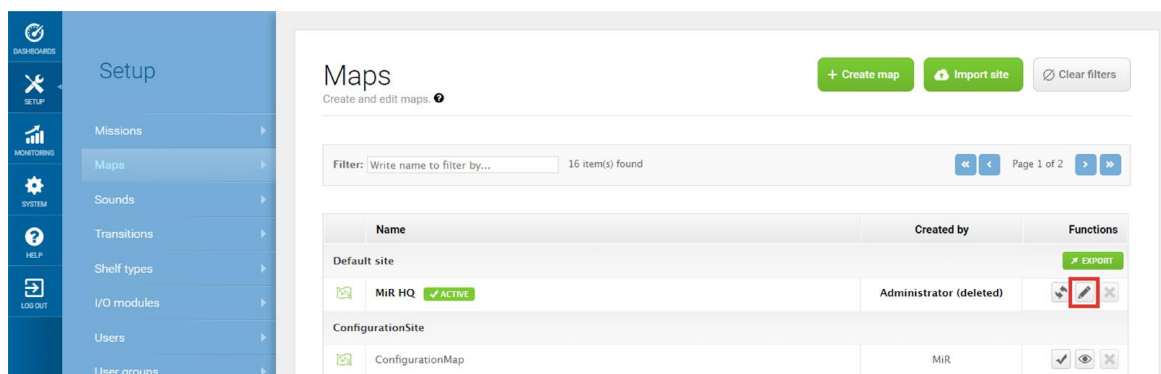 DASHBOARDS
SETUP
MONITORING
SYSTEM
HELP
LOG OUT
Setup
Missions
Maps
Sounds
Transitions
Shelf types
I/O modules
Users
User groups
Maps
Create and edit maps. ?
+ Create map
Import site
Clear filters
Filter: Write name to filter by... 16 item(s) found
« ‹ Page 1 of 2 › »
Name Created by Functions
Default site EXPORT
MiR HQ ✓ ACTIVE Administrator (deleted)
ConfigurationSite
ConfigurationMap MiR